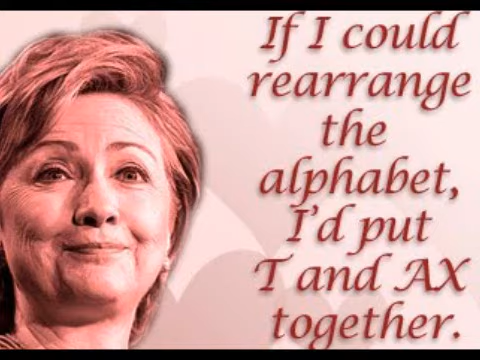 If I could
rearrange
the
alphabet,
I'd put
T and AX
together.